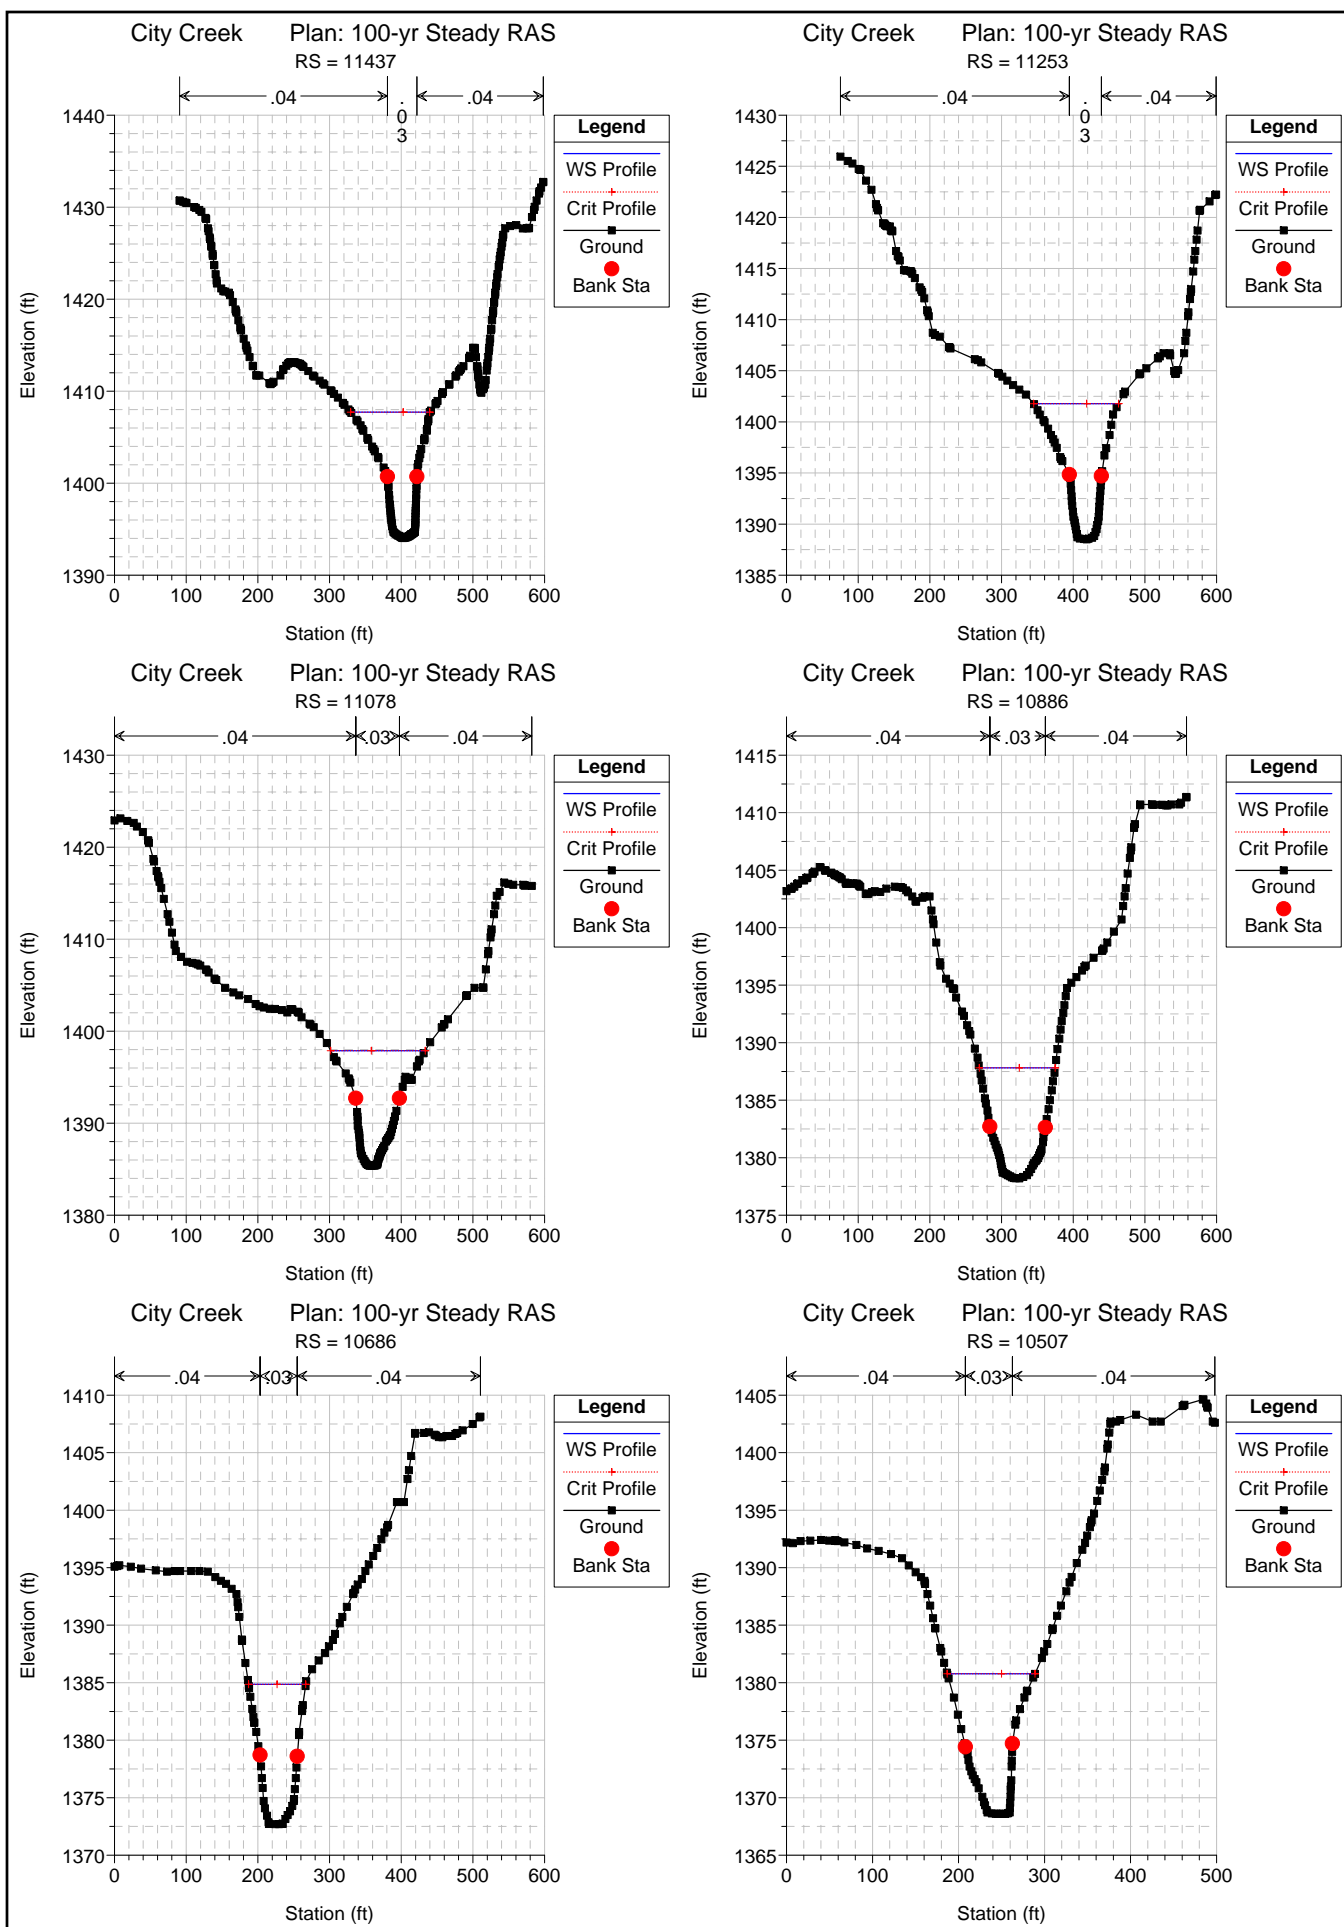 City Creek Plan: 100-yr Steady RAS
RS = 11437
.04 .03 .04
Legend
WS Profile
Crit Profile
Ground
Bank Sta
1440
1430
1420
1410
1400
1390
Elevation (ft)
0 100 200 300 400 500 600
Station (ft)
City Creek Plan: 100-yr Steady RAS
RS = 11253
.04 .03 .04
Legend
WS Profile
Crit Profile
Ground
Bank Sta
1430
1425
1420
1415
1410
1405
1400
1395
1390
1385
Elevation (ft)
0 100 200 300 400 500 600
Station (ft)
City Creek Plan: 100-yr Steady RAS
RS = 11078
.04 .03 .04
Legend
WS Profile
Crit Profile
Ground
Bank Sta
1430
1420
1410
1400
1390
1380
Elevation (ft)
0 100 200 300 400 500 600
Station (ft)
City Creek Plan: 100-yr Steady RAS
RS = 10886
.04 .03 .04
Legend
WS Profile
Crit Profile
Ground
Bank Sta
1415
1410
1405
1400
1395
1390
1385
1380
1375
Elevation (ft)
0 100 200 300 400 500 600
Station (ft)
City Creek Plan: 100-yr Steady RAS
RS = 10686
.04 .03 .04
Legend
WS Profile
Crit Profile
Ground
Bank Sta
1410
1405
1400
1395
1390
1385
1380
1375
1370
Elevation (ft)
0 100 200 300 400 500 600
Station (ft)
City Creek Plan: 100-yr Steady RAS
RS = 10507
.04 .03 .04
Legend
WS Profile
Crit Profile
Ground
Bank Sta
1405
1400
1395
1390
1385
1380
1375
1370
1365
Elevation (ft)
0 100 200 300 400 500
Station (ft)